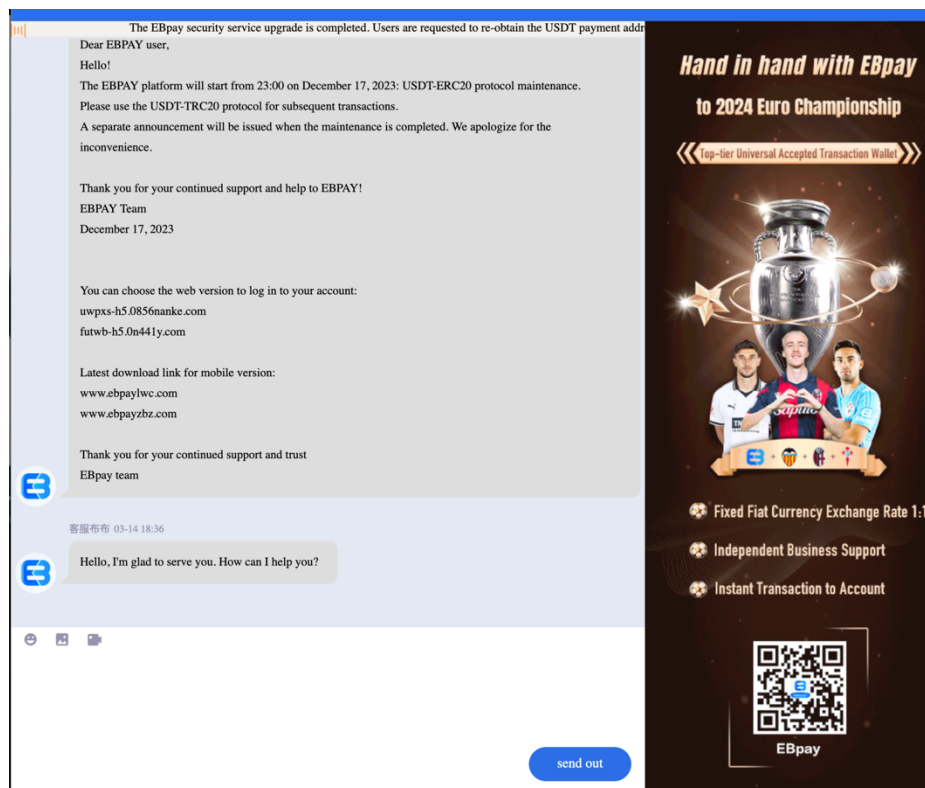 The EBpay security service upgrade is completed. Users are requested to re-obtain the USDT payment addr
Dear EBPAY user,
Hello!
The EBPAY platform will start from 23:00 on December 17, 2023: USDT-ERC20 protocol maintenance.
Please use the USDT-TRC20 protocol for subsequent transactions.
A separate announcement will be issued when the maintenance is completed. We apologize for the
inconvenience.
Thank you for your continued support and help to EBPAY!
EBPAY Team
December 17, 2023
You can choose the web version to log in to your account:
uwpxs-h5.0856nanke.com
futwb-h5.0n441y.com
Latest download link for mobile version:
www.ebpaylwc.com
www.ebpayzbz.com
Thank you for your continued support and trust
EBpay team
客服布布 03-14 18:36
Hello, I'm glad to serve you. How can I help you?
send out
Hand in hand with EBpay
to 2024 Euro Championship
Top-tier Universal Accepted Transaction Wallet
Fixed Fiat Currency Exchange Rate 1:1
Independent Business Support
Instant Transaction to Account
EBpay